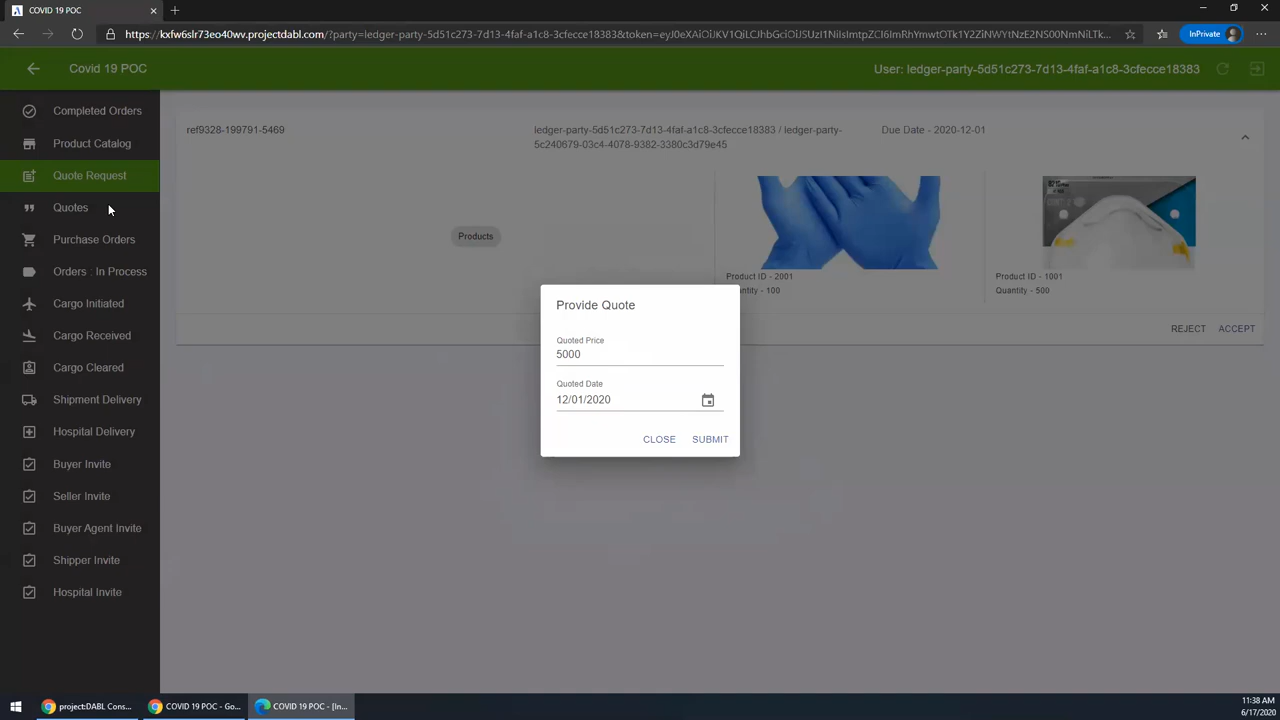 COVID 19 POC
https://kxfw6slr73eo40wv.projectdabl.com/?party=ledger-party-5d51c273-7d13-4faf-a1c8-3cfecce18383&token=
InPrivate
Covid 19 POC
User: ledger-party-5d51c273-7d13-4faf-a1c8-3cfecce18383
Completed Orders
Product Catalog
Quote Request
Quotes
Purchase Orders
Orders : In Process
Cargo Initiated
Cargo Received
Cargo Cleared
Shipment Delivery
Hospital Delivery
Buyer Invite
Seller Invite
Buyer Agent Invite
Shipper Invite
Hospital Invite
ref9328-199791-5469
ledger-party-5d51c273-7d13-4faf-a1c8-3cfecce18383 / ledger-party-
5c240679-03c4-4078-9382-3380c3d79e45
Due Date - 2020-12-01
Products
Product ID - 2001
Quantity - 100
Product ID - 1001
Quantity - 500
REJECT
ACCEPT
Provide Quote
Quoted Price
5000
Quoted Date
12/01/2020
CLOSE
SUBMIT
project:DABL Cons...
COVID 19 POC - Go...
COVID 19 POC - [In...
11:38 AM
6/17/2020